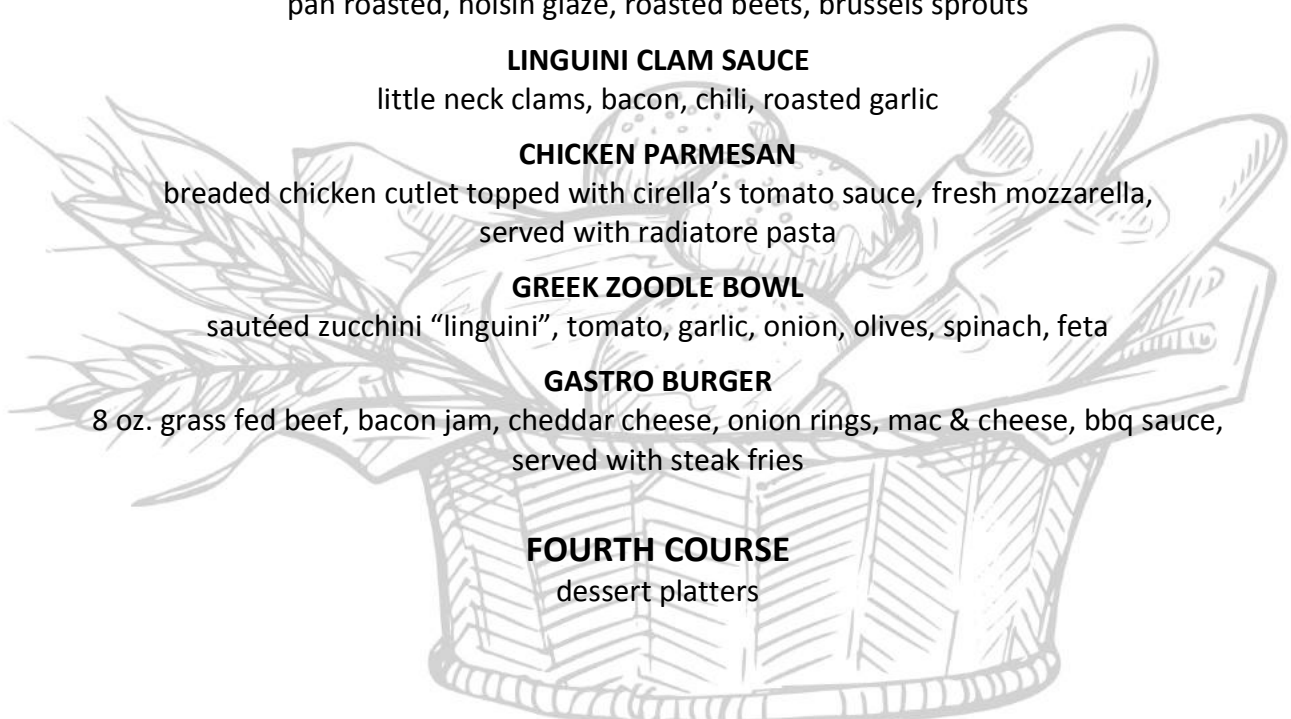 pan roasted, hoisin glaze, roasted beets, brussels sprouts
LINGUINI CLAM SAUCE
little neck clams, bacon, chili, roasted garlic
CHICKEN PARMESAN
breaded chicken cutlet topped with cirella’s tomato sauce, fresh mozzarella,
served with radiatore pasta
GREEK ZOODLE BOWL
sautéed zucchini “linguini”, tomato, garlic, onion, olives, spinach, feta
GASTRO BURGER
8 oz. grass fed beef, bacon jam, cheddar cheese, onion rings, mac & cheese, bbq sauce,
served with steak fries
FOURTH COURSE
dessert platters